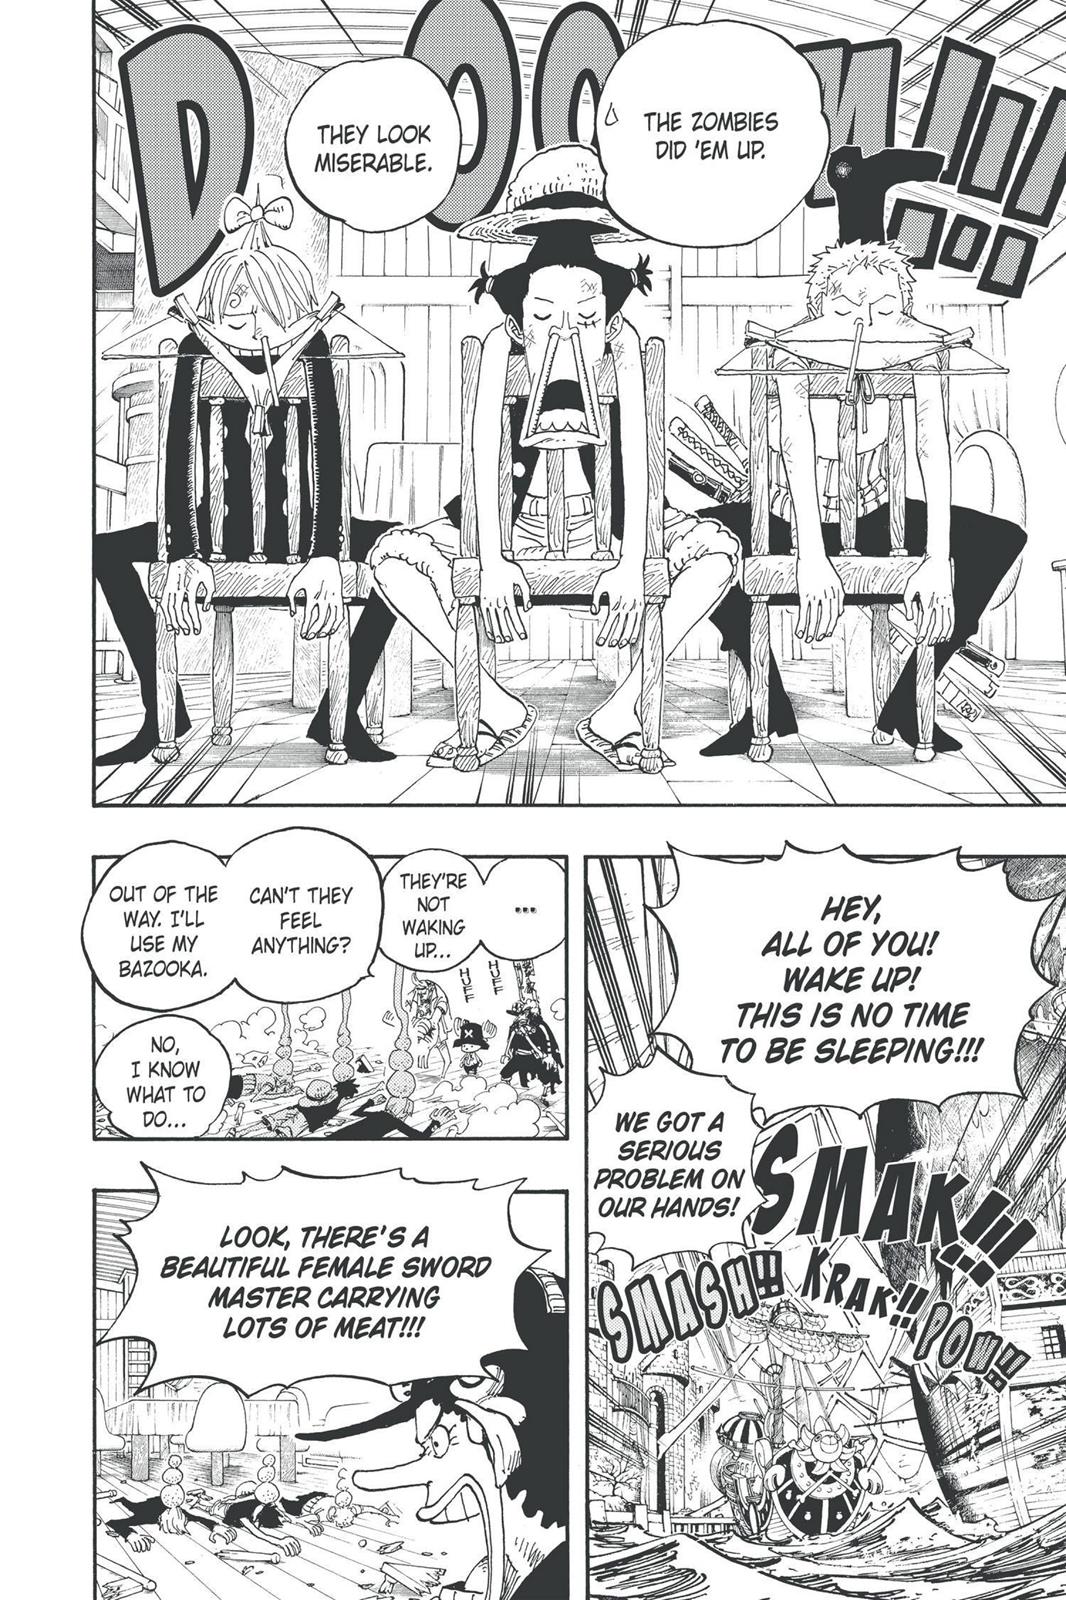 DOOOM!!!...!!!
THEY LOOK
MISERABLE.
THE ZOMBIES
DID 'EM UP.
HEY,
ALL OF YOU!
WAKE UP!
THIS IS NO TIME
TO BE SLEEPING!!!
WE GOT A
SERIOUS
PROBLEM ON
OUR HANDS!
SMAK!!!
SMASH!!
KRAK!!
POW!!
...
THEY'RE
NOT
WAKING
UP...
HUFF
HUFF
CAN'T THEY
FEEL
ANYTHING?
OUT OF THE
WAY. I'LL
USE MY
BAZOOKA.
NO,
I KNOW
WHAT TO
DO...
LOOK, THERE'S A
BEAUTIFUL FEMALE SWORD
MASTER CARRYING
LOTS OF MEAT!!!